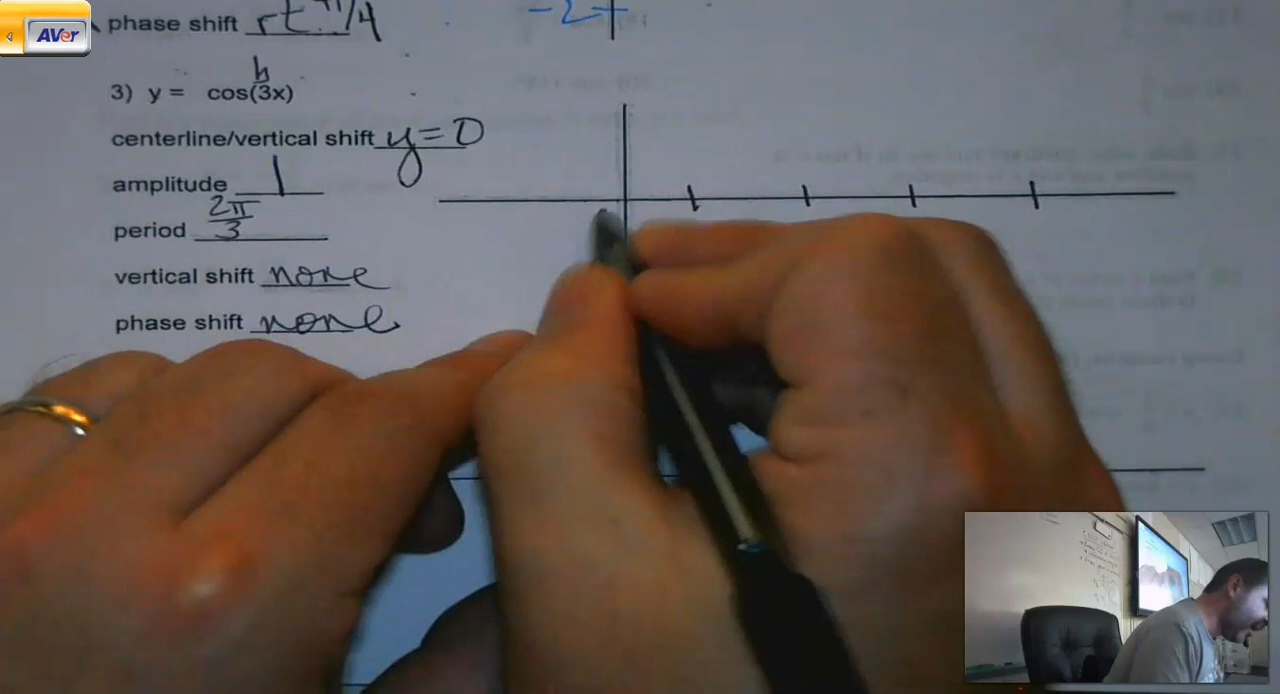 AVer
phase shift rt π/4
-2
b
3) y = cos(3x)
centerline/vertical shift y=0
amplitude 1
period 2π/3
vertical shift none
phase shift none